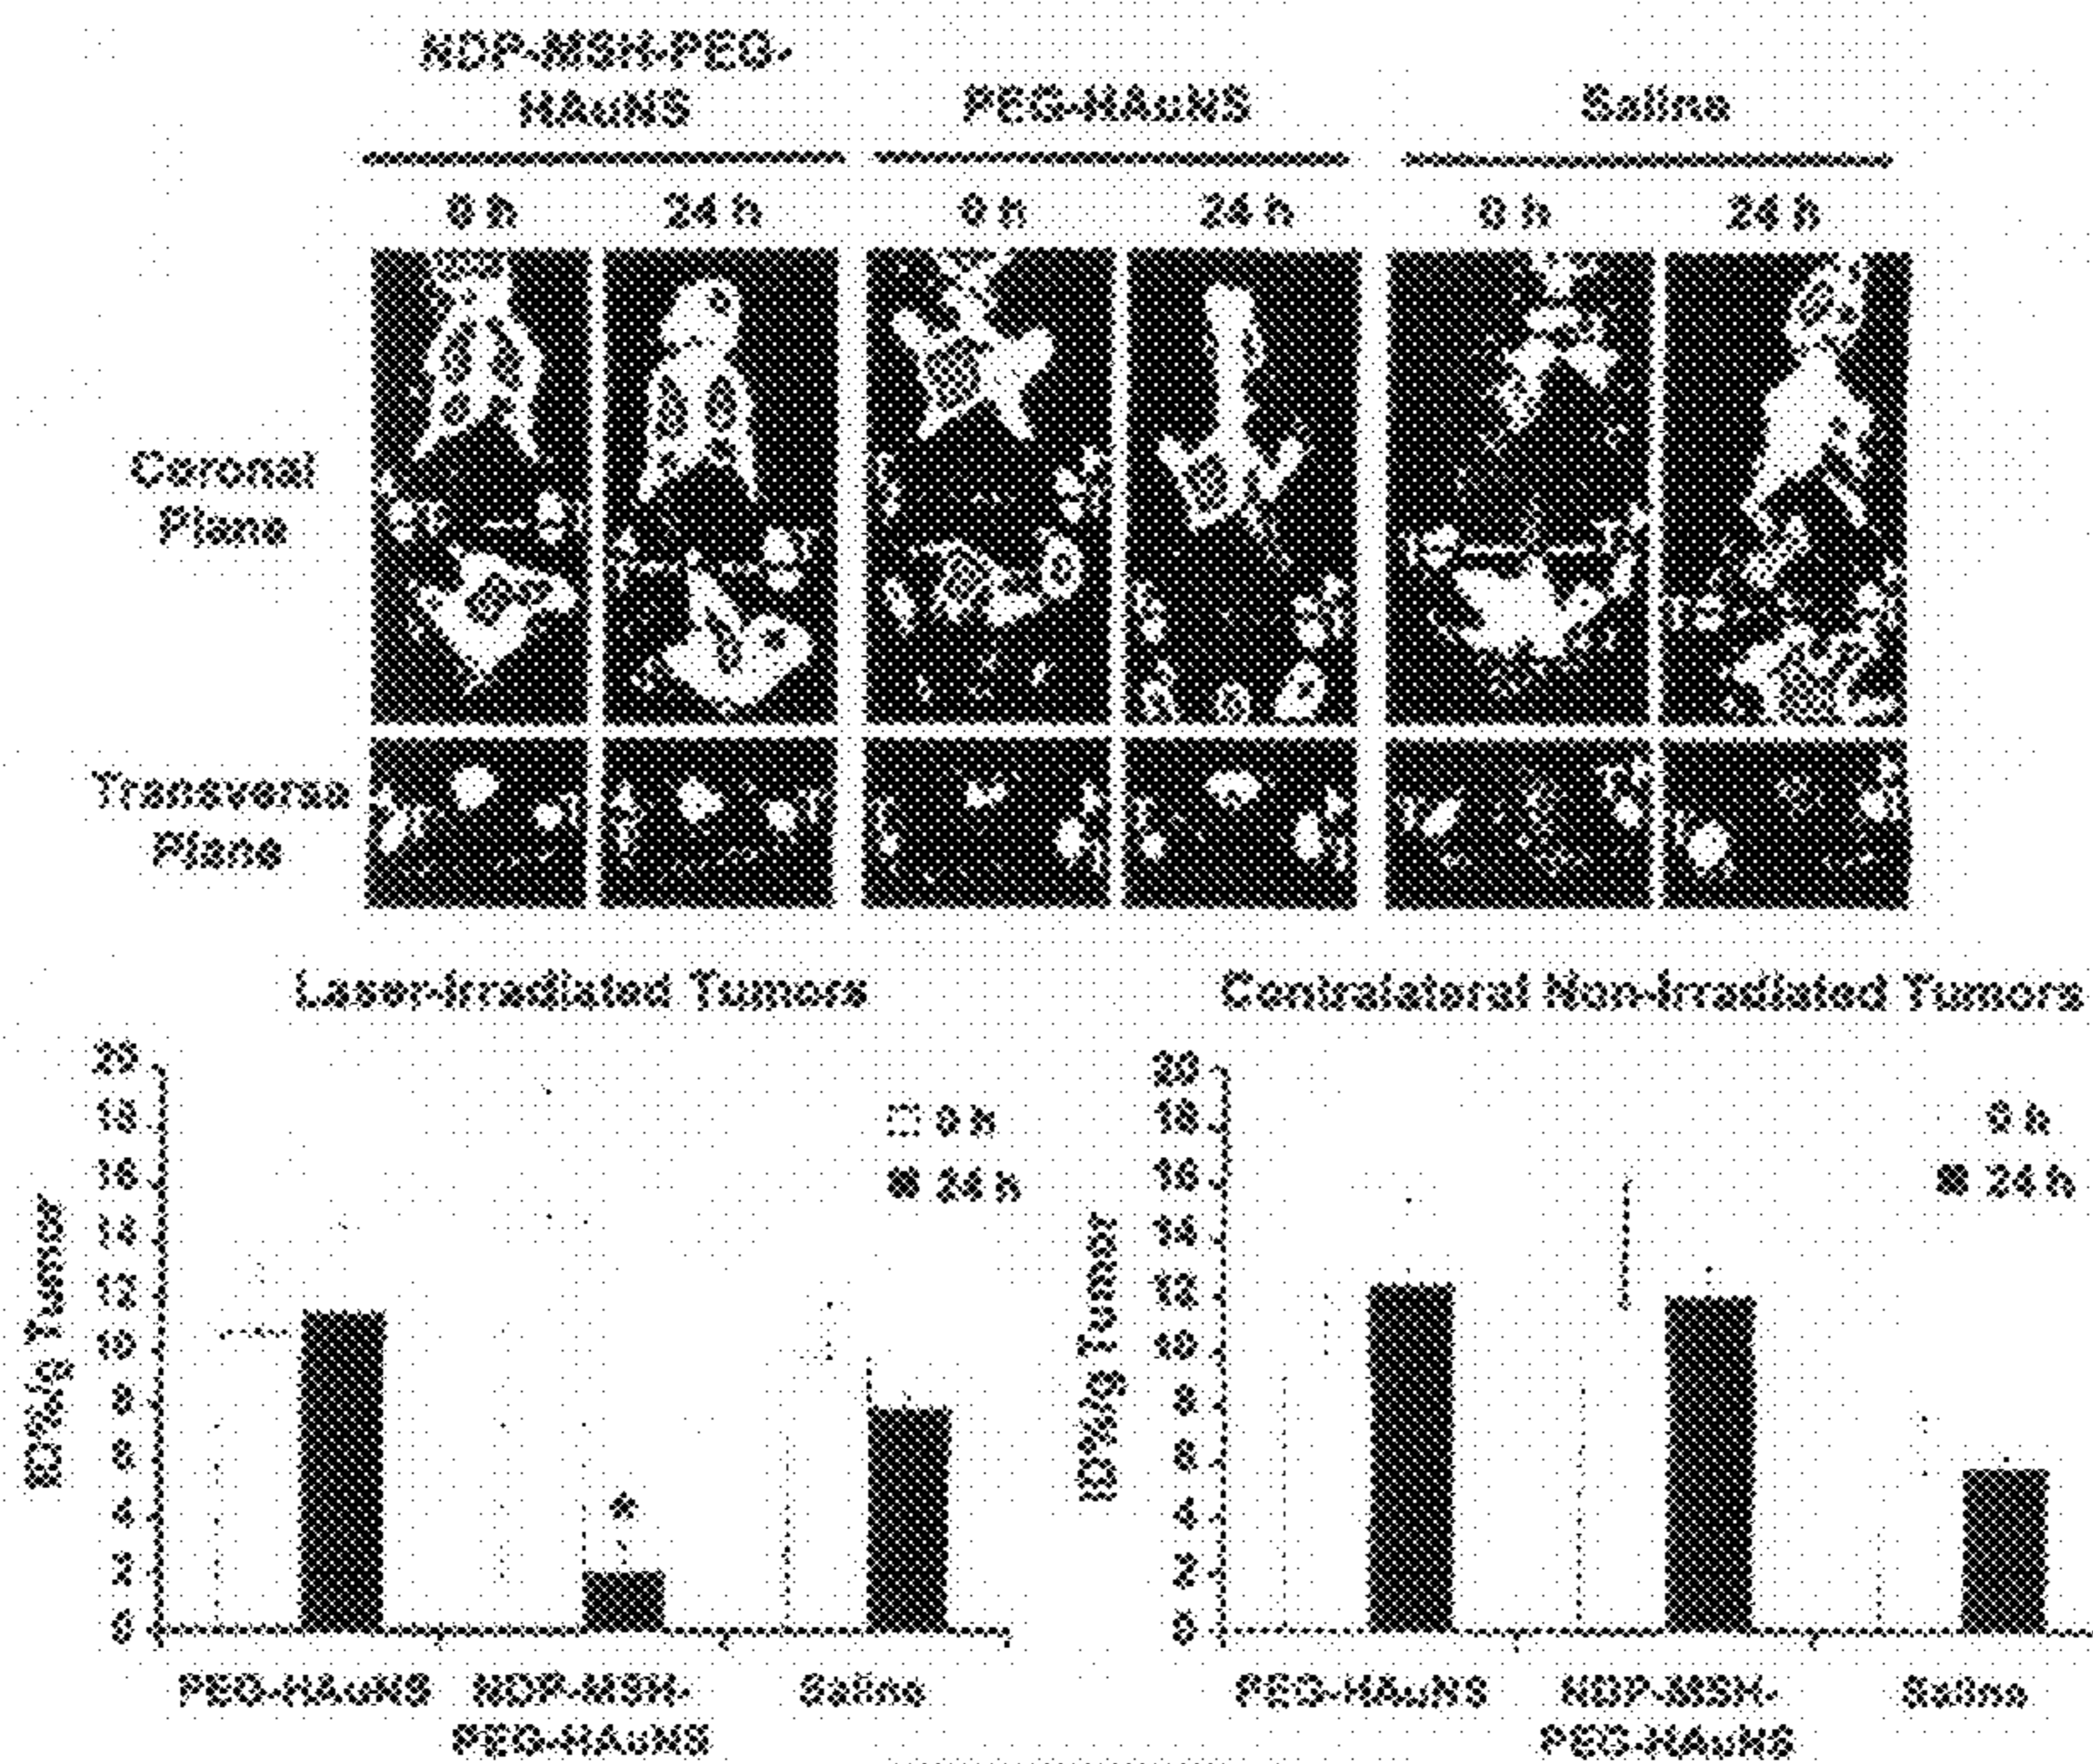 NDP-MSH-PEG-
HAuNS
PEG-HAuNS
Saline
0 h
24 h
0 h
24 h
0 h
24 h
Coronal
Plane
Transverse
Plane
Laser-Irradiated Tumors
20
18
16
14
12
10
8
6
4
2
0
ID%/g Tumor
0 h
24 h
*
PEG-HAuNS
NDP-MSH-
PEG-HAuNS
Saline
Contralateral Non-Irradiated Tumors
20
18
16
14
12
10
8
6
4
2
0
ID%/g Tumor
0 h
24 h
PEG-HAuNS
NDP-MSH-
PEG-HAuNS
Saline